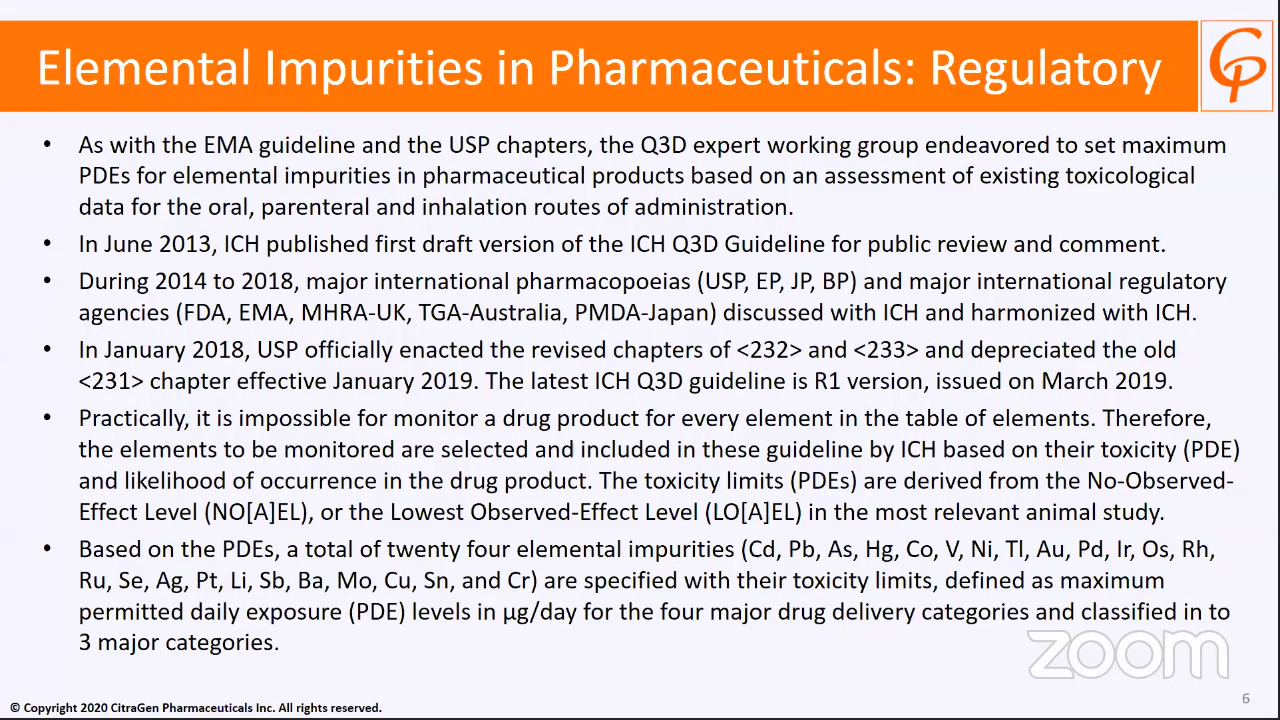 Elemental Impurities in Pharmaceuticals: Regulatory
• As with the EMA guideline and the USP chapters, the Q3D expert working group endeavored to set maximum
PDEs for elemental impurities in pharmaceutical products based on an assessment of existing toxicological
data for the oral, parenteral and inhalation routes of administration.
• In June 2013, ICH published first draft version of the ICH Q3D Guideline for public review and comment.
• During 2014 to 2018, major international pharmacopoeias (USP, EP, JP, BP) and major international regulatory
agencies (FDA, EMA, MHRA-UK, TGA-Australia, PMDA-Japan) discussed with ICH and harmonized with ICH.
• In January 2018, USP officially enacted the revised chapters of <232> and <233> and depreciated the old
<231> chapter effective January 2019. The latest ICH Q3D guideline is R1 version, issued on March 2019.
• Practically, it is impossible for monitor a drug product for every element in the table of elements. Therefore,
the elements to be monitored are selected and included in these guideline by ICH based on their toxicity (PDE)
and likelihood of occurrence in the drug product. The toxicity limits (PDEs) are derived from the No-Observed-
Effect Level (NO[A]EL), or the Lowest Observed-Effect Level (LO[A]EL) in the most relevant animal study.
• Based on the PDEs, a total of twenty four elemental impurities (Cd, Pb, As, Hg, Co, V, Ni, Tl, Au, Pd, Ir, Os, Rh,
Ru, Se, Ag, Pt, Li, Sb, Ba, Mo, Cu, Sn, and Cr) are specified with their toxicity limits, defined as maximum
permitted daily exposure (PDE) levels in µg/day for the four major drug delivery categories and classified in to
3 major categories.
zoom
© Copyright 2020 CitraGen Pharmaceuticals Inc. All rights reserved.
6